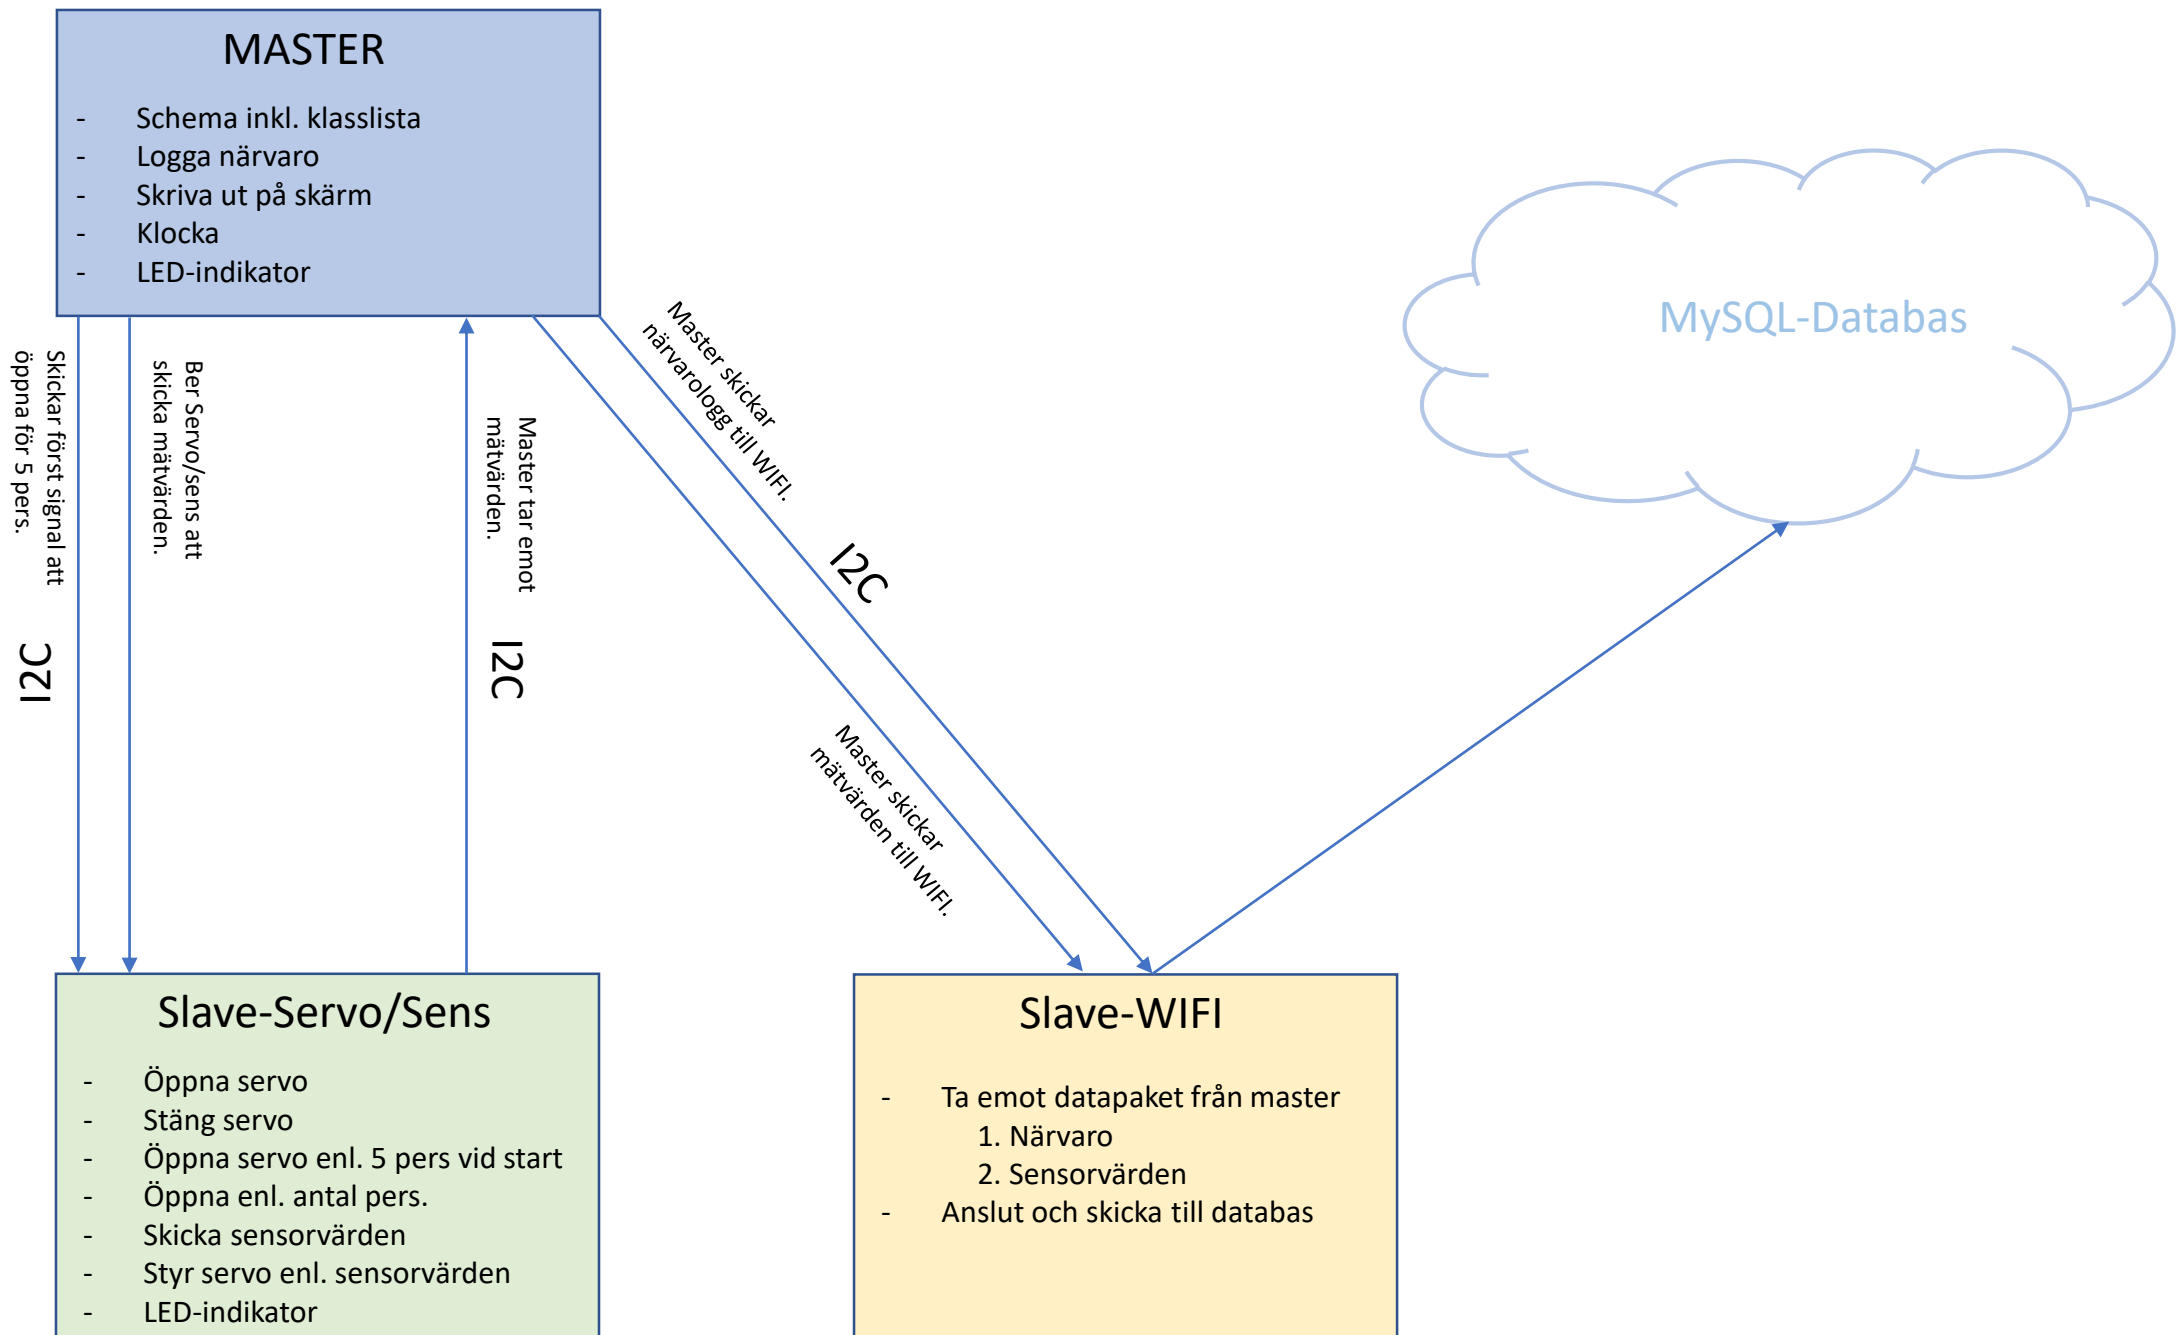 MASTER
- Schema inkl. klasslista
- Logga närvaro
- Skriva ut på skärm
- Klocka
- LED-indikator
MySQL-Databas
Skickar först signal att
öppna för 5 pers.
I2C
Ber Servo/sens att
skicka mätvärden.
Master tar emot
mätvärden.
I2C
Master skickar
närvarologg till WIFI.
I2C
Master skickar
mätvärden till WIFI.
Slave-Servo/Sens
- Öppna servo
- Stäng servo
- Öppna servo enl. 5 pers vid start
- Öppna enl. antal pers.
- Skicka sensorvärden
- Styr servo enl. sensorvärden
- LED-indikator
Slave-WIFI
- Ta emot datapaket från master
1. Närvaro
2. Sensorvärden
- Anslut och skicka till databas